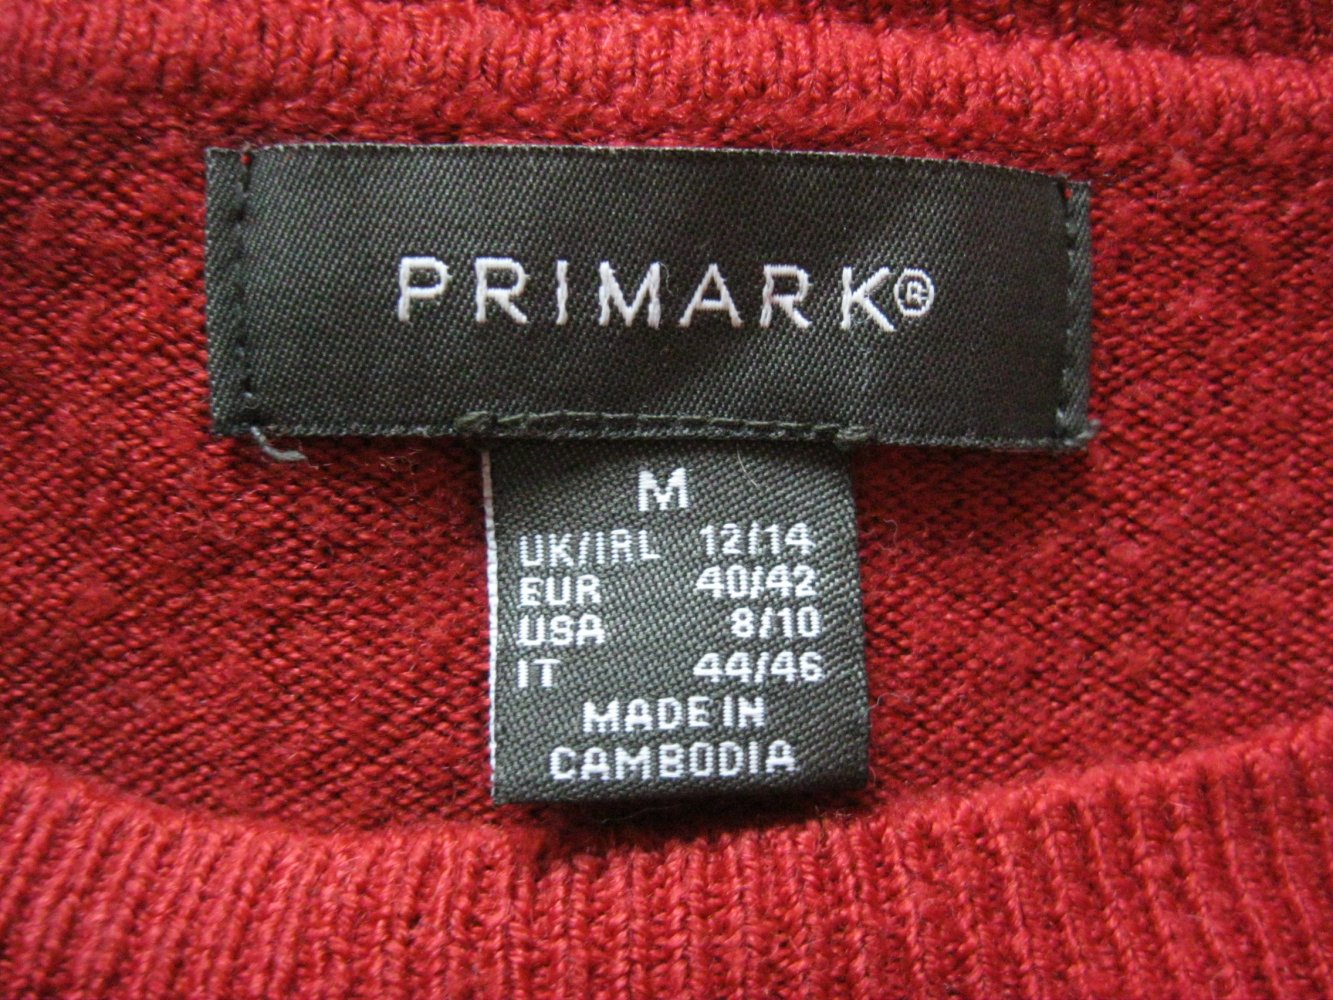 PRIMARK®
M
UK/IRL 12/14
EUR 40/42
USA 8/10
IT 44/46
MADE IN
CAMBODIA